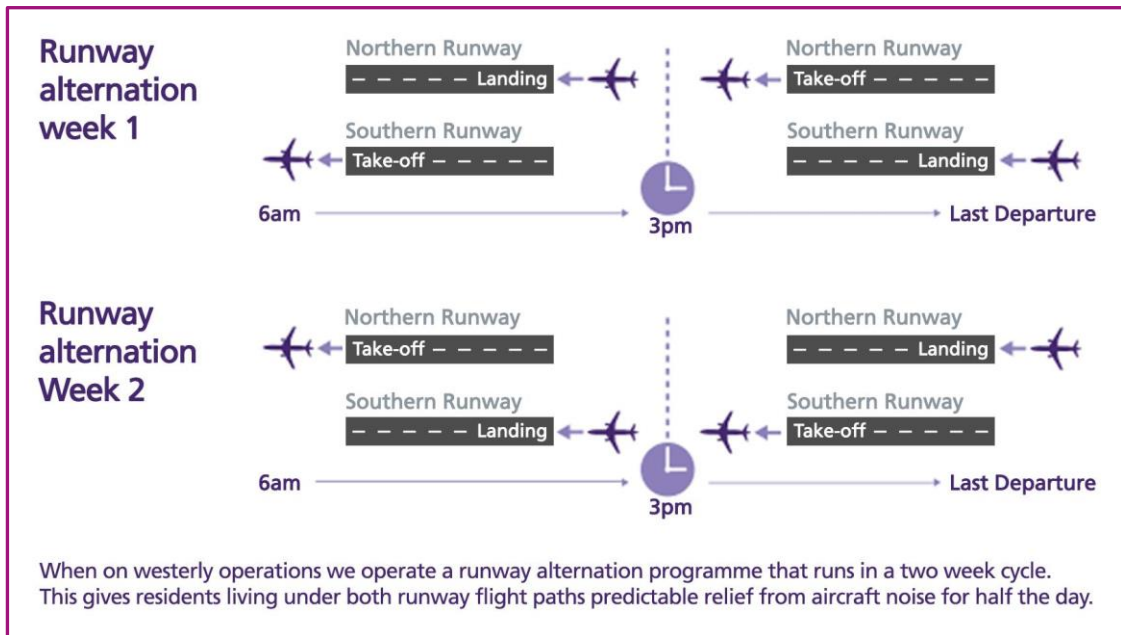 Runway
alternation
week 1
Northern Runway
Landing
Southern Runway
Take-off
Northern Runway
Take-off
Southern Runway
Landing
6am
3pm
Last Departure
Runway
alternation
Week 2
Northern Runway
Take-off
Southern Runway
Landing
Northern Runway
Landing
Southern Runway
Take-off
6am
3pm
Last Departure
When on westerly operations we operate a runway alternation programme that runs in a two week cycle.
This gives residents living under both runway flight paths predictable relief from aircraft noise for half the day.